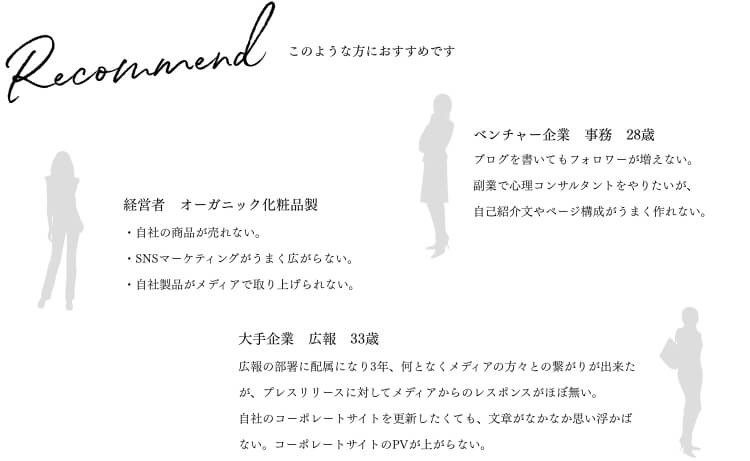 Recommend
このような方におすすめです
ベンチャー企業　事務　28歳
ブログを書いてもフォロワーが増えない。
副業で心理コンサルタントをやりたいが、
自己紹介文やページ構成がうまく作れない。
経営者　オーガニック化粧品製
・自社の商品が売れない。
・SNSマーケティングがうまく広がらない。
・自社製品がメディアで取り上げられない。
大手企業　広報　33歳
広報の部署に配属になり3年、何となくメディアの方々との繋がりが出来た
が、プレスリリースに対してメディアからのレスポンスがほぼ無い。
自社のコーポレートサイトを更新したくても、文章がなかなか思い浮かば
ない。コーポレートサイトのPVが上がらない。